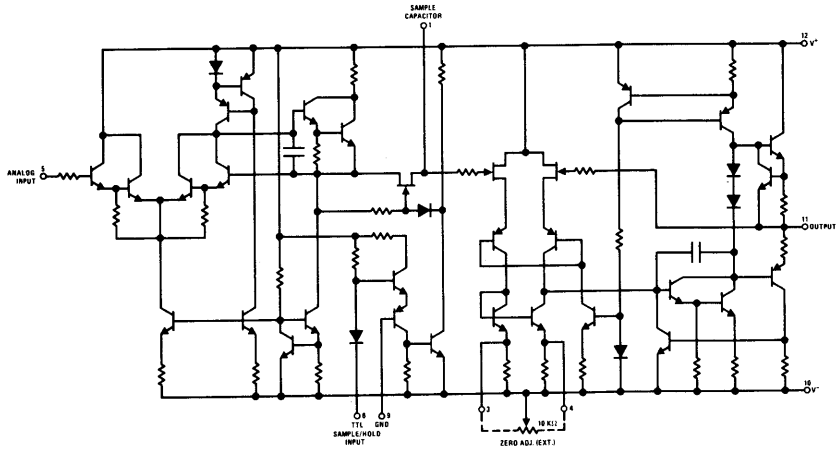 SAMPLE
CAPACITOR
1
12
V+
ANALOG
INPUT
5
11
OUTPUT
10
V-
8
TTL
SAMPLE/HOLD
INPUT
9
GND
3
10 KΩ
4
ZERO ADJ. (EXT.)